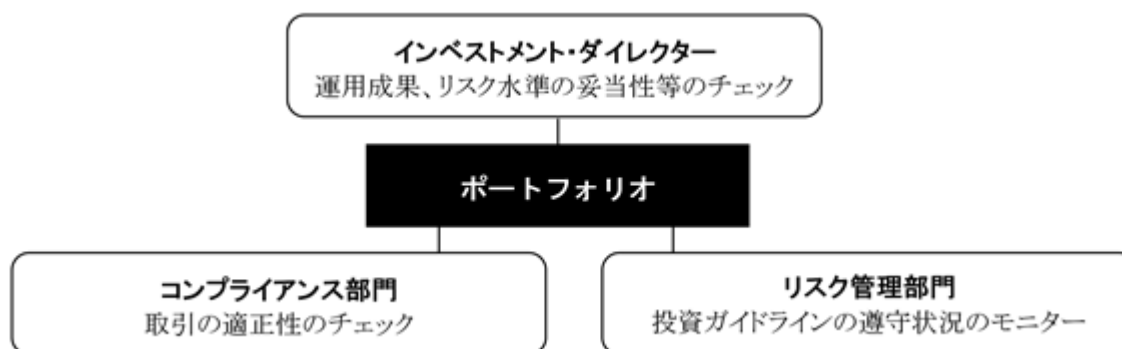 インベストメント・ダイレクター
運用成果、リスク水準の妥当性等のチェック
ポートフォリオ
コンプライアンス部門
取引の適正性のチェック
リスク管理部門
投資ガイドラインの遵守状況のモニター